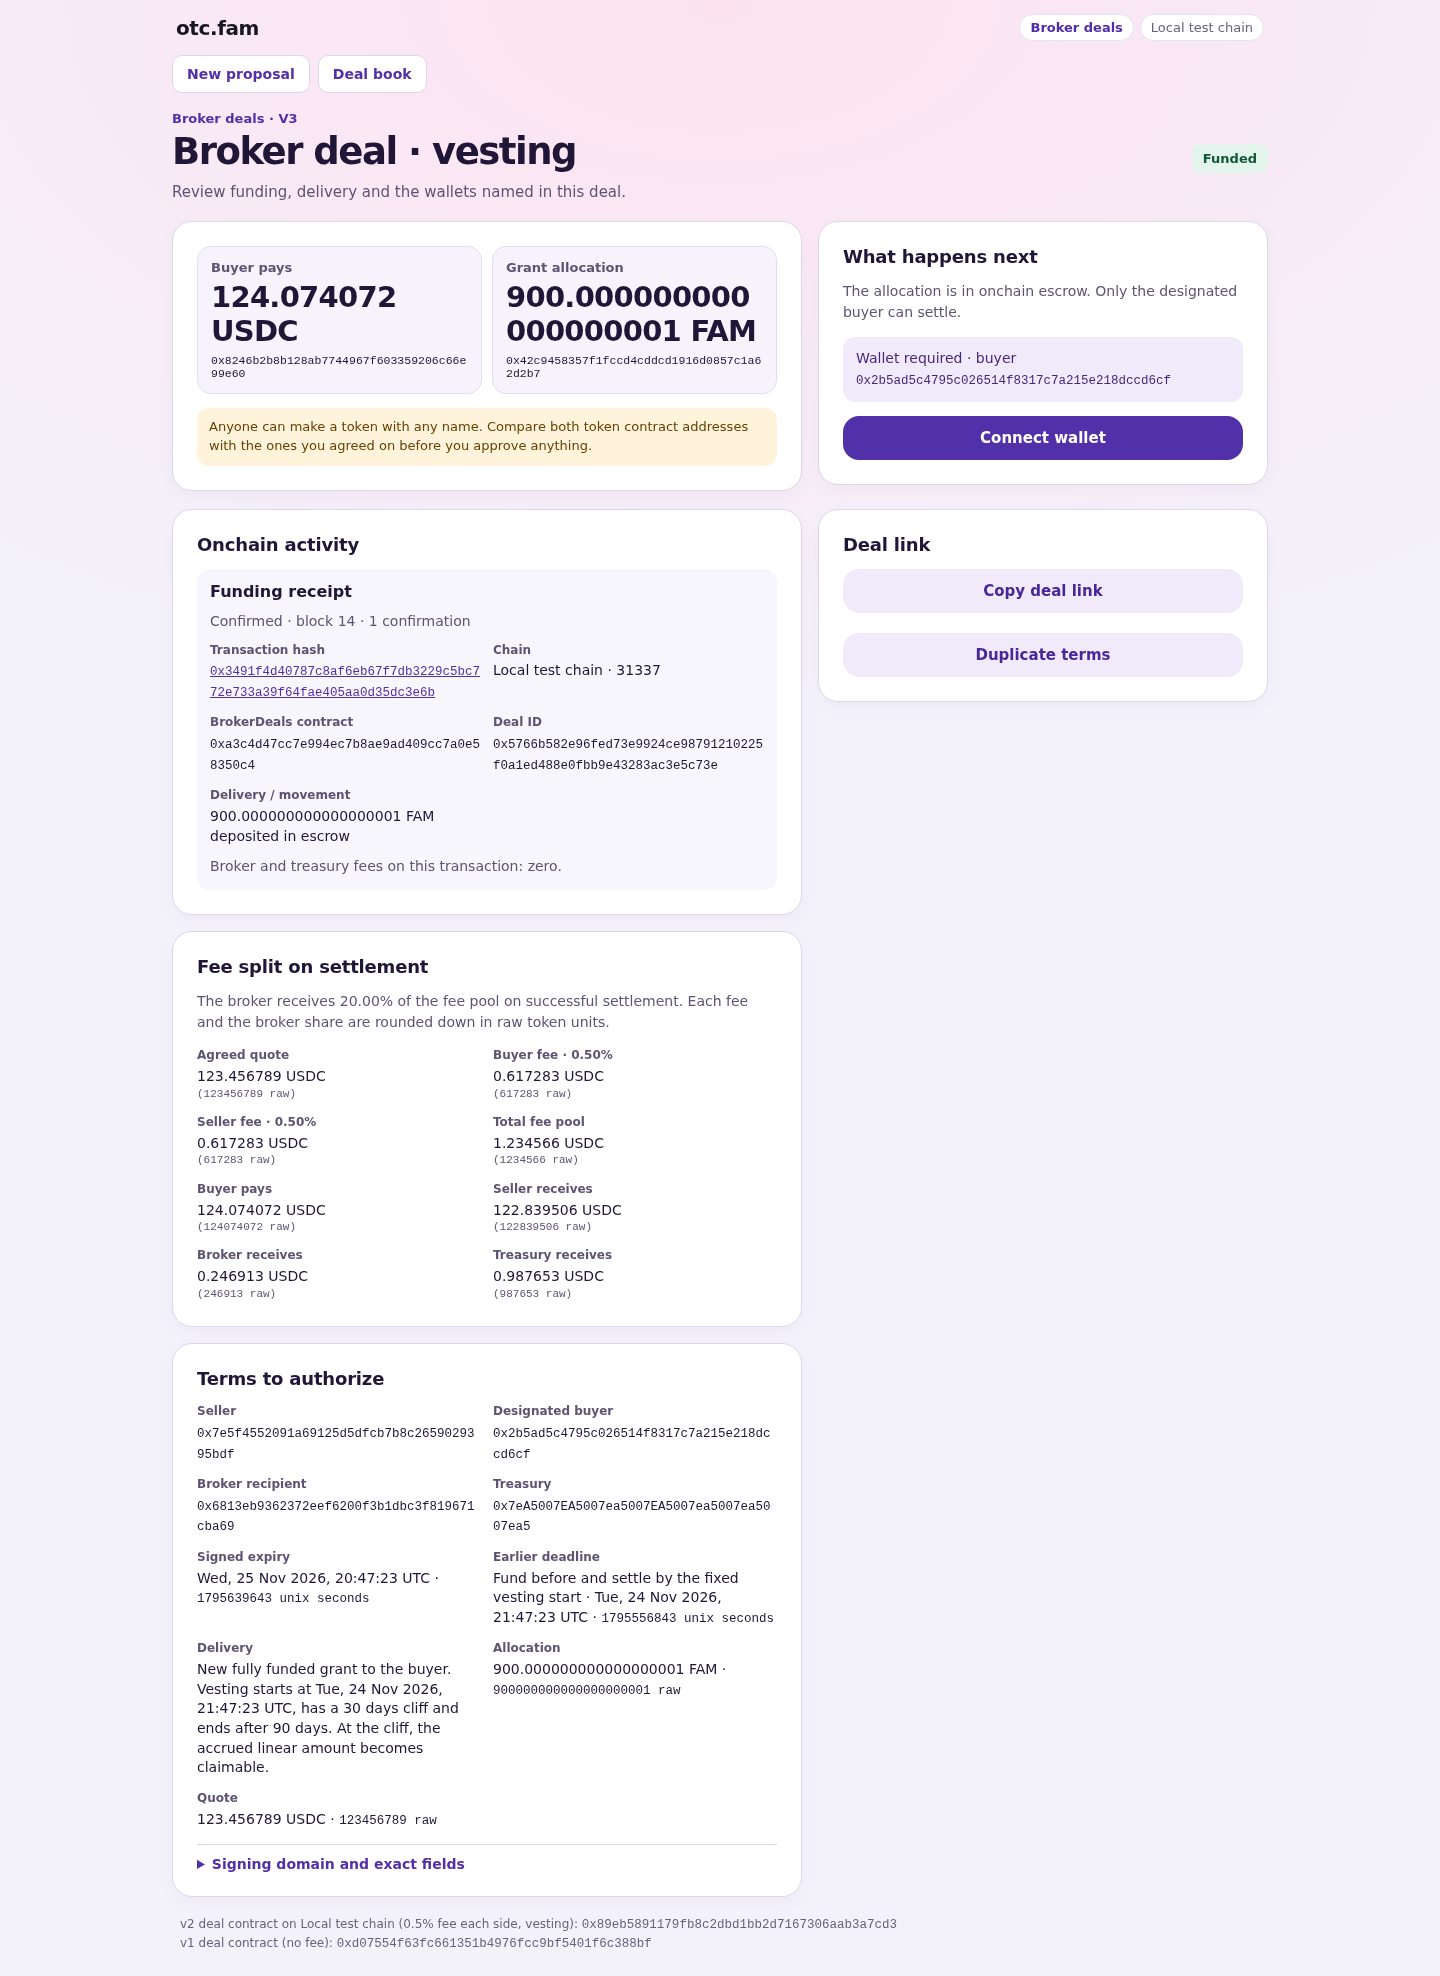 otc.fam
Broker deals
Local test chain
New proposal
Deal book
Broker deals · V3
Broker deal · vesting
Funded
Review funding, delivery and the wallets named in this deal.
Buyer pays
124.074072
USDC
0x8246b2b8b128ab7744967f603359206c66e
99e60
Grant allocation
900.000000000
000000001 FAM
0x42c9458357f1fccd4cddcd1916d0857c1a6
2d2b7
Anyone can make a token with any name. Compare both token contract addresses
with the ones you agreed on before you approve anything.
What happens next
The allocation is in onchain escrow. Only the designated
buyer can settle.
Wallet required · buyer
0x2b5ad5c4795c026514f8317c7a215e218dccd6cf
Connect wallet
Onchain activity
Funding receipt
Confirmed · block 14 · 1 confirmation
Transaction hash
0x3491f4d40787c8af6eb67f7db3229c5bc7
72e733a39f64fae405aa0d35dc3e6b
Chain
Local test chain · 31337
BrokerDeals contract
0xa3c4d47cc7e994ec7b8ae9ad409cc7a0e5
8350c4
Deal ID
0x5766b582e96fed73e9924ce98791210225
f0a1ed488e0fbb9e43283ac3e5c73e
Delivery / movement
900.000000000000000001 FAM
deposited in escrow
Broker and treasury fees on this transaction: zero.
Deal link
Copy deal link
Duplicate terms
Fee split on settlement
The broker receives 20.00% of the fee pool on successful settlement. Each fee
and the broker share are rounded down in raw token units.
Agreed quote
123.456789 USDC
(123456789 raw)
Buyer fee · 0.50%
0.617283 USDC
(617283 raw)
Seller fee · 0.50%
0.617283 USDC
(617283 raw)
Total fee pool
1.234566 USDC
(1234566 raw)
Buyer pays
124.074072 USDC
(124074072 raw)
Seller receives
122.839506 USDC
(122839506 raw)
Broker receives
0.246913 USDC
(246913 raw)
Treasury receives
0.987653 USDC
(987653 raw)
Terms to authorize
Seller
0x7e5f4552091a69125d5dfcb7b8c26590293
95bdf
Designated buyer
0x2b5ad5c4795c026514f8317c7a215e218dc
cd6cf
Broker recipient
0x6813eb9362372eef6200f3b1dbc3f819671
cba69
Treasury
0x7eA5007EA5007ea5007EA5007ea5007ea50
07ea5
Signed expiry
Wed, 25 Nov 2026, 20:47:23 UTC ·
1795639643 unix seconds
Earlier deadline
Fund before and settle by the fixed
vesting start · Tue, 24 Nov 2026,
21:47:23 UTC · 1795556843 unix seconds
Delivery
New fully funded grant to the buyer.
Vesting starts at Tue, 24 Nov 2026,
21:47:23 UTC, has a 30 days cliff and
ends after 90 days. At the cliff, the
accrued linear amount becomes
claimable.
Allocation
900.000000000000000001 FAM ·
900000000000000000001 raw
Quote
123.456789 USDC · 123456789 raw
▶ Signing domain and exact fields
v2 deal contract on Local test chain (0.5% fee each side, vesting): 0x89eb5891179fb8c2dbd1bb2d7167306aab3a7cd3
v1 deal contract (no fee): 0xd07554f63fc661351b4976fcc9bf5401f6c388bf